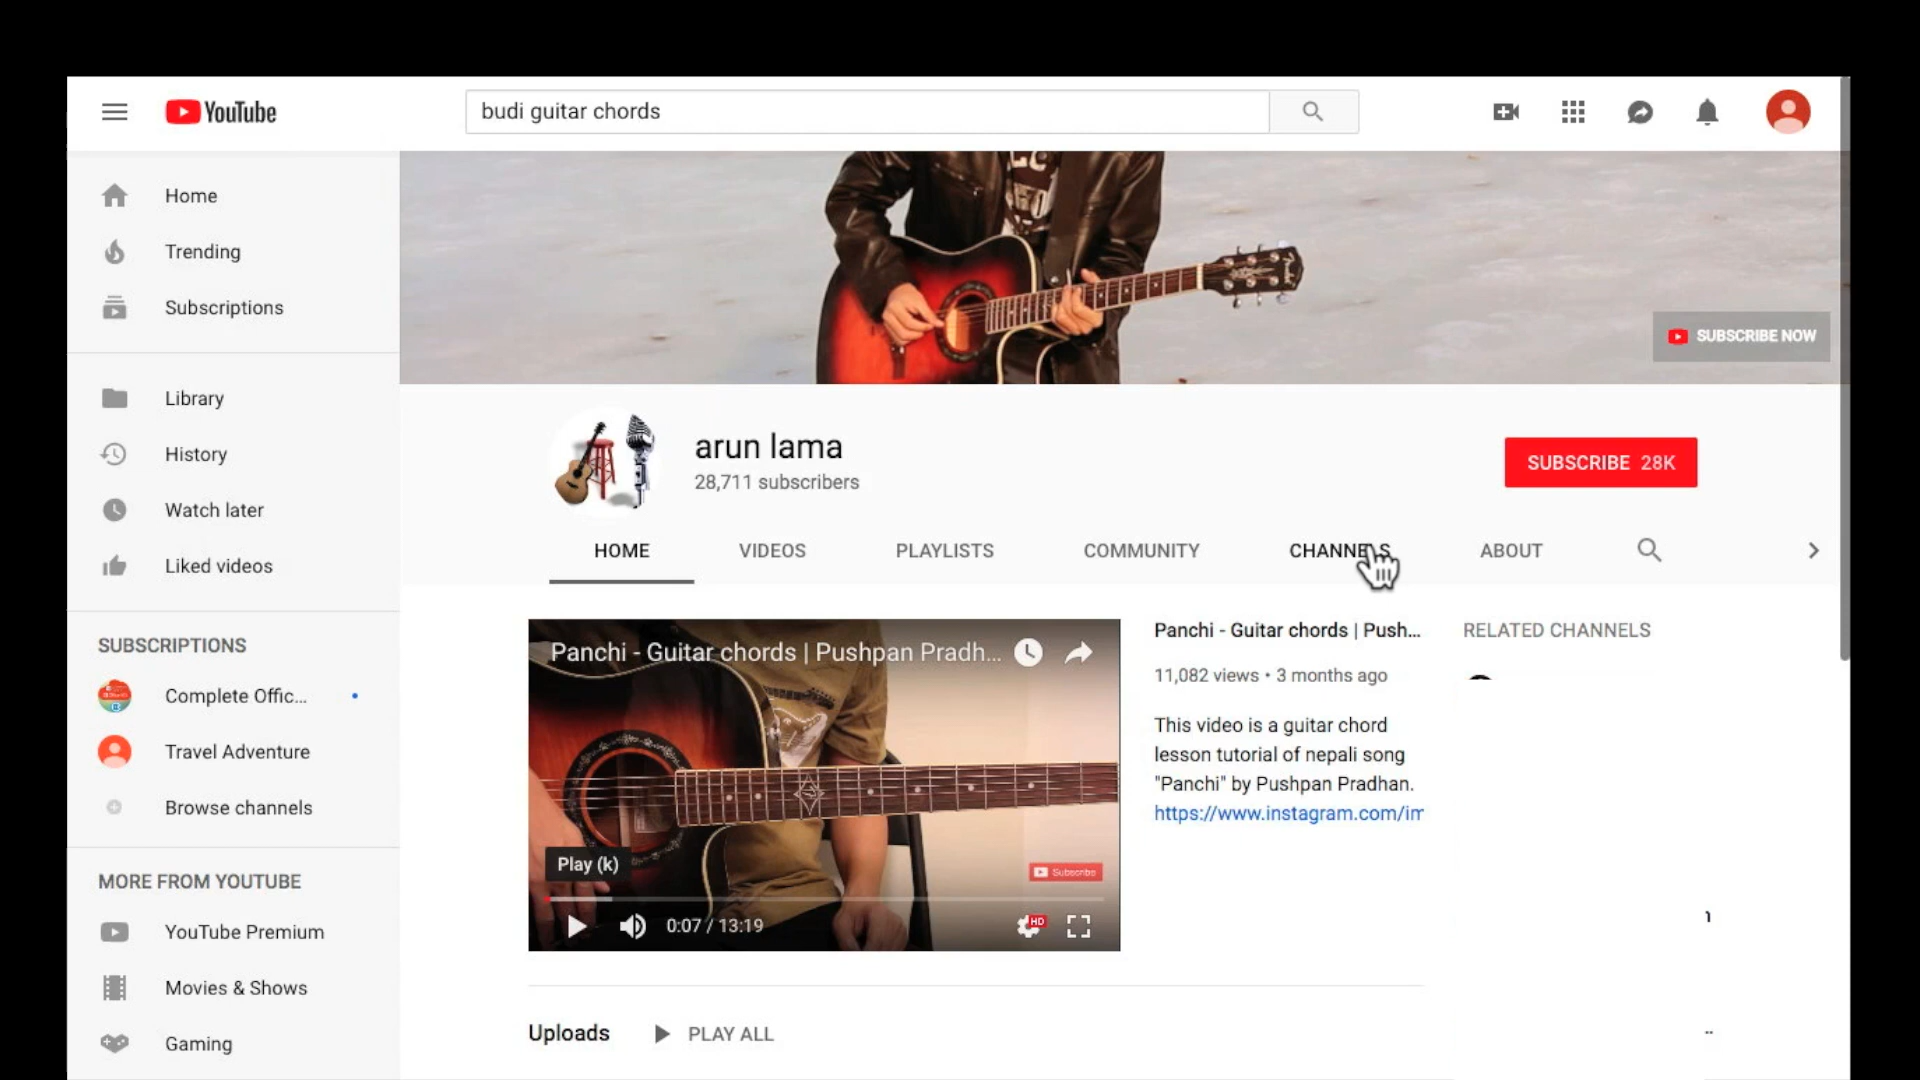 YouTube
budi guitar chords
Home
Trending
Subscriptions
SUBSCRIBE NOW
Library
History
Watch later
Liked videos
arun lama
28,711 subscribers
SUBSCRIBE 28K
HOME
VIDEOS
PLAYLISTS
COMMUNITY
CHANNELS
ABOUT
SUBSCRIPTIONS
Complete Offic...
Travel Adventure
Browse channels
MORE FROM YOUTUBE
YouTube Premium
Movies & Shows
Gaming
Panchi - Guitar chords | Pushpan Pradh...
Play (k)
Subscribe
0:07 / 13:19
HD
Panchi - Guitar chords | Push...
11,082 views • 3 months ago
This video is a guitar chord
lesson tutorial of nepali song
"Panchi" by Pushpan Pradhan.
https://www.instagram.com/im
RELATED CHANNELS
Uploads
PLAY ALL